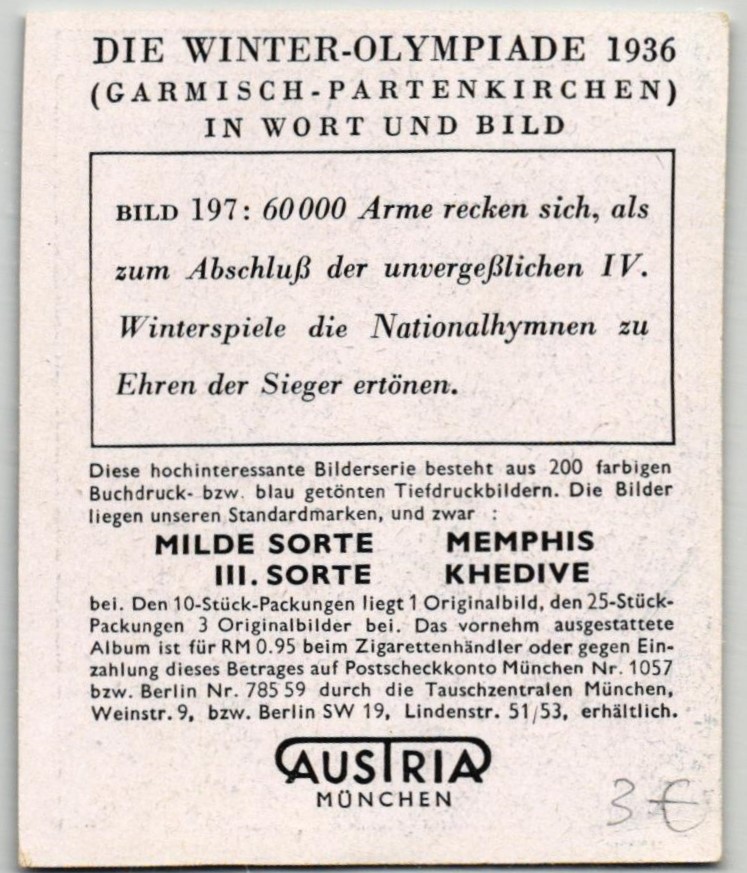 DIE WINTER-OLYMPIADE 1936
(GARMISCH-PARTENKIRCHEN)
IN WORT UND BILD
BILD 197: 60000 Arme recken sich, als
zum Abschluß der unvergeßlichen IV.
Winterspiele die Nationalhymnen zu
Ehren der Sieger ertönen.
Diese hochinteressante Bilderserie besteht aus 200 farbigen
Buchdruck- bzw. blau getönten Tiefdruckbildern. Die Bilder
liegen unseren Standardmarken, und zwar :
MILDE SORTE MEMPHIS
III. SORTE KHEDIVE
bei. Den 10-Stück-Packungen liegt 1 Originalbild, den 25-Stück-
Packungen 3 Originalbilder bei. Das vornehm ausgestattete
Album ist für RM 0.95 beim Zigarettenhändler oder gegen Ein-
zahlung dieses Betrages auf Postscheckkonto München Nr. 1057
bzw. Berlin Nr. 785 59 durch die Tauschzentralen München,
Weinstr. 9, bzw. Berlin SW 19, Lindenstr. 51/53, erhältlich.
AUSTRIA
MÜNCHEN
3 €